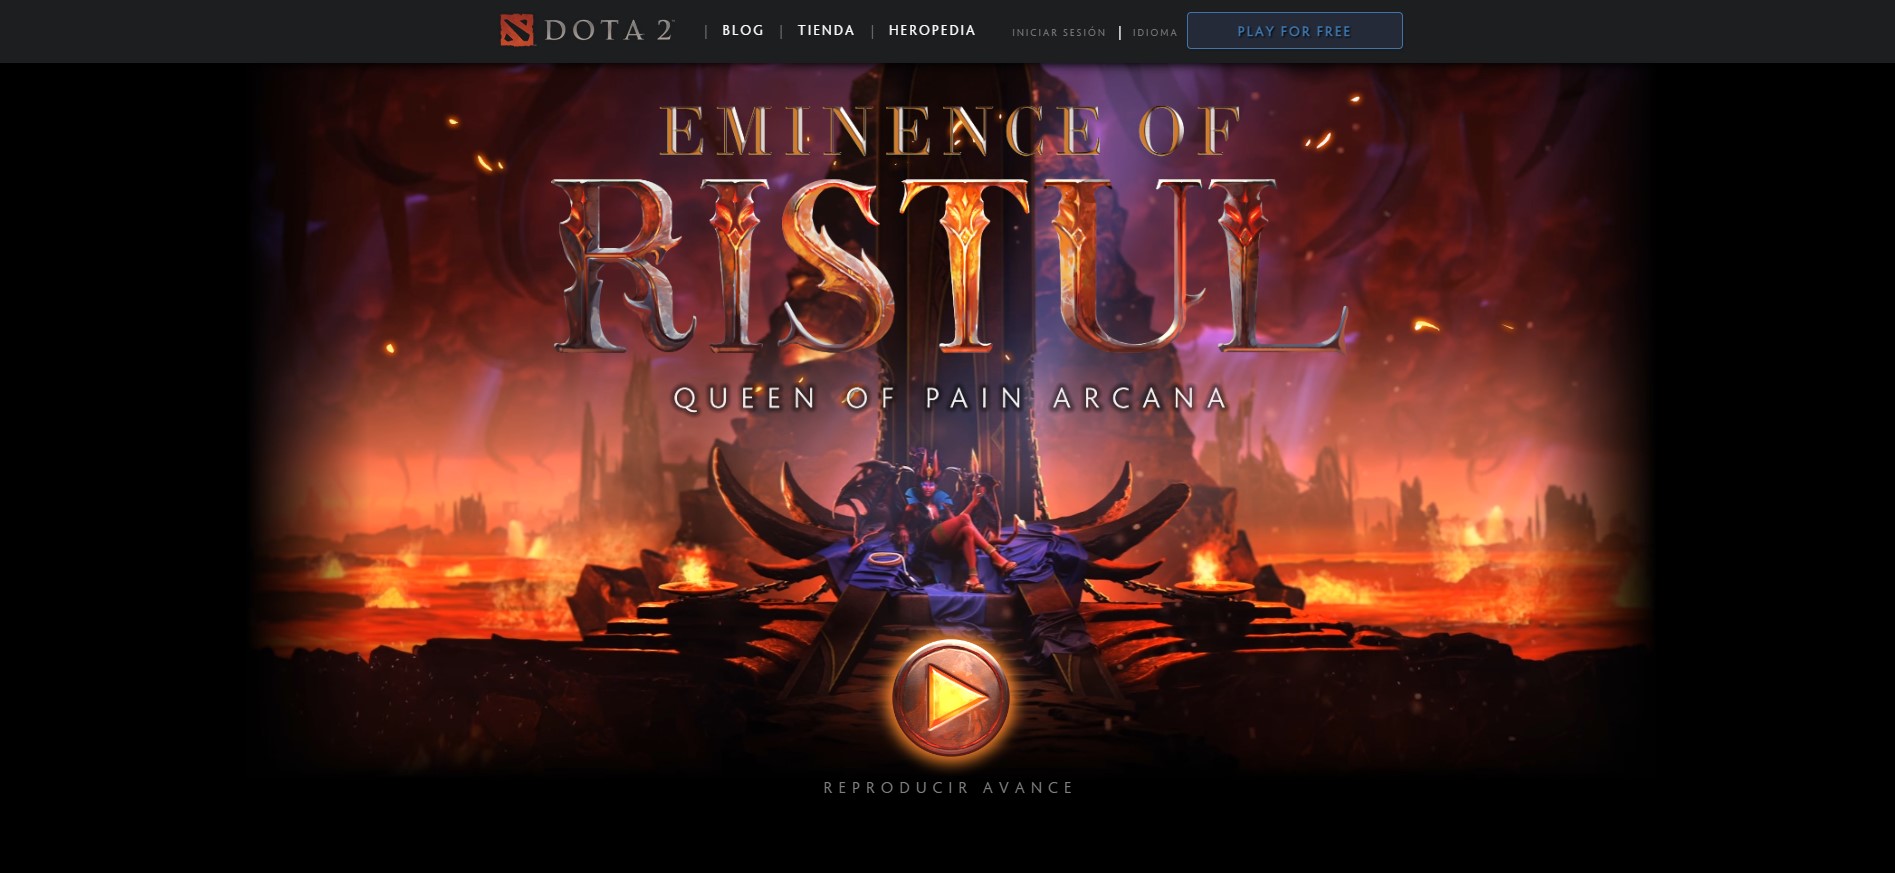 DOTA 2 | BLOG | TIENDA | HEROPEDIA INICIAR SESIÓN | IDIOMA PLAY FOR FREE
EMINENCE OF
RISTUL
QUEEN OF PAIN ARCANA
REPRODUCIR AVANCE